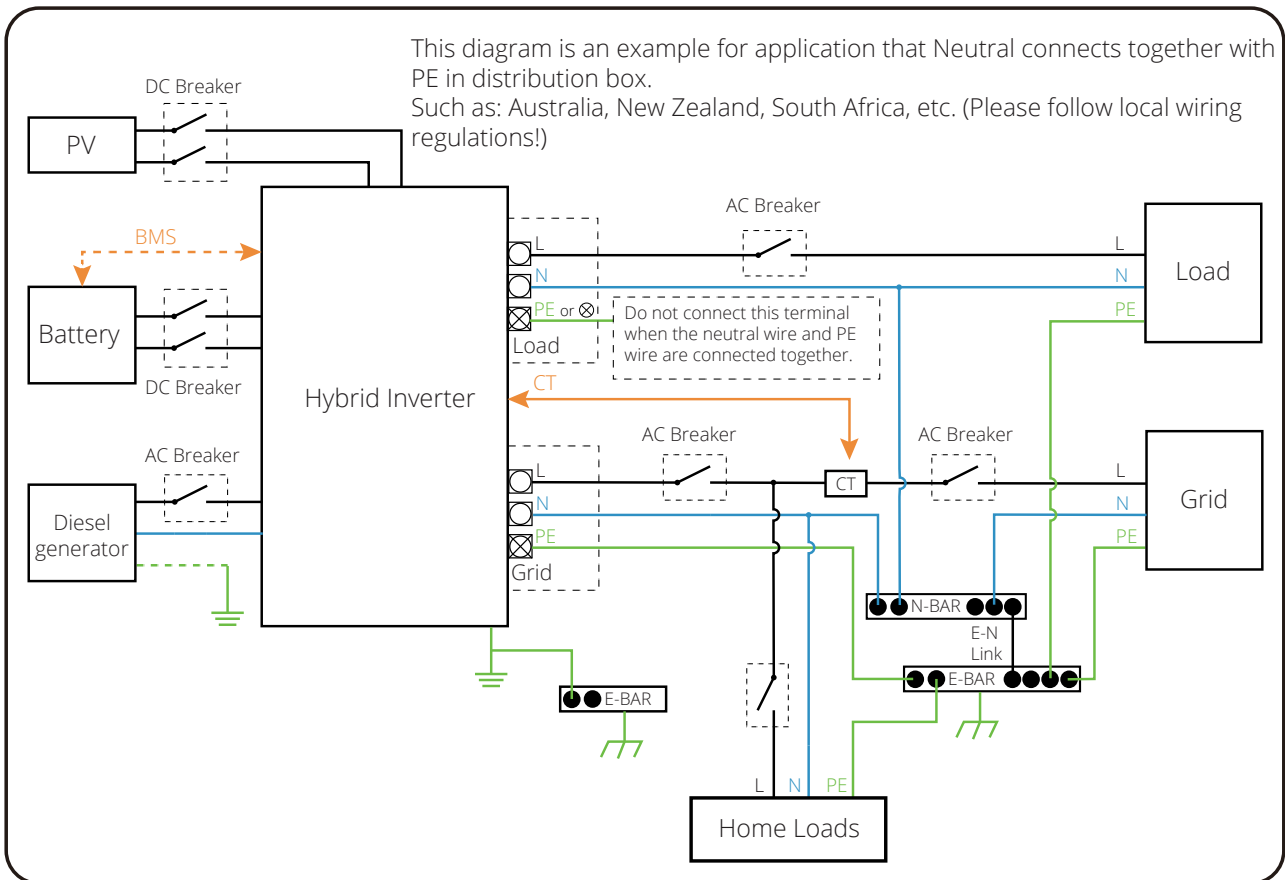 This diagram is an example for application that Neutral connects together with
PE in distribution box.
Such as: Australia, New Zealand, South Africa, etc. (Please follow local wiring
regulations!)
DC Breaker
PV
AC Breaker
BMS
L
L
N
N
Load
PE or ⊗
PE
Do not connect this terminal
when the neutral wire and PE
wire are connected together.
Load
Battery
DC Breaker
CT
Hybrid Inverter
AC Breaker
AC Breaker
AC Breaker
L
CT
L
N
N
Grid
PE
PE
Grid
Diesel
generator
N-BAR
E-N
Link
E-BAR
E-BAR
L
N
PE
Home Loads